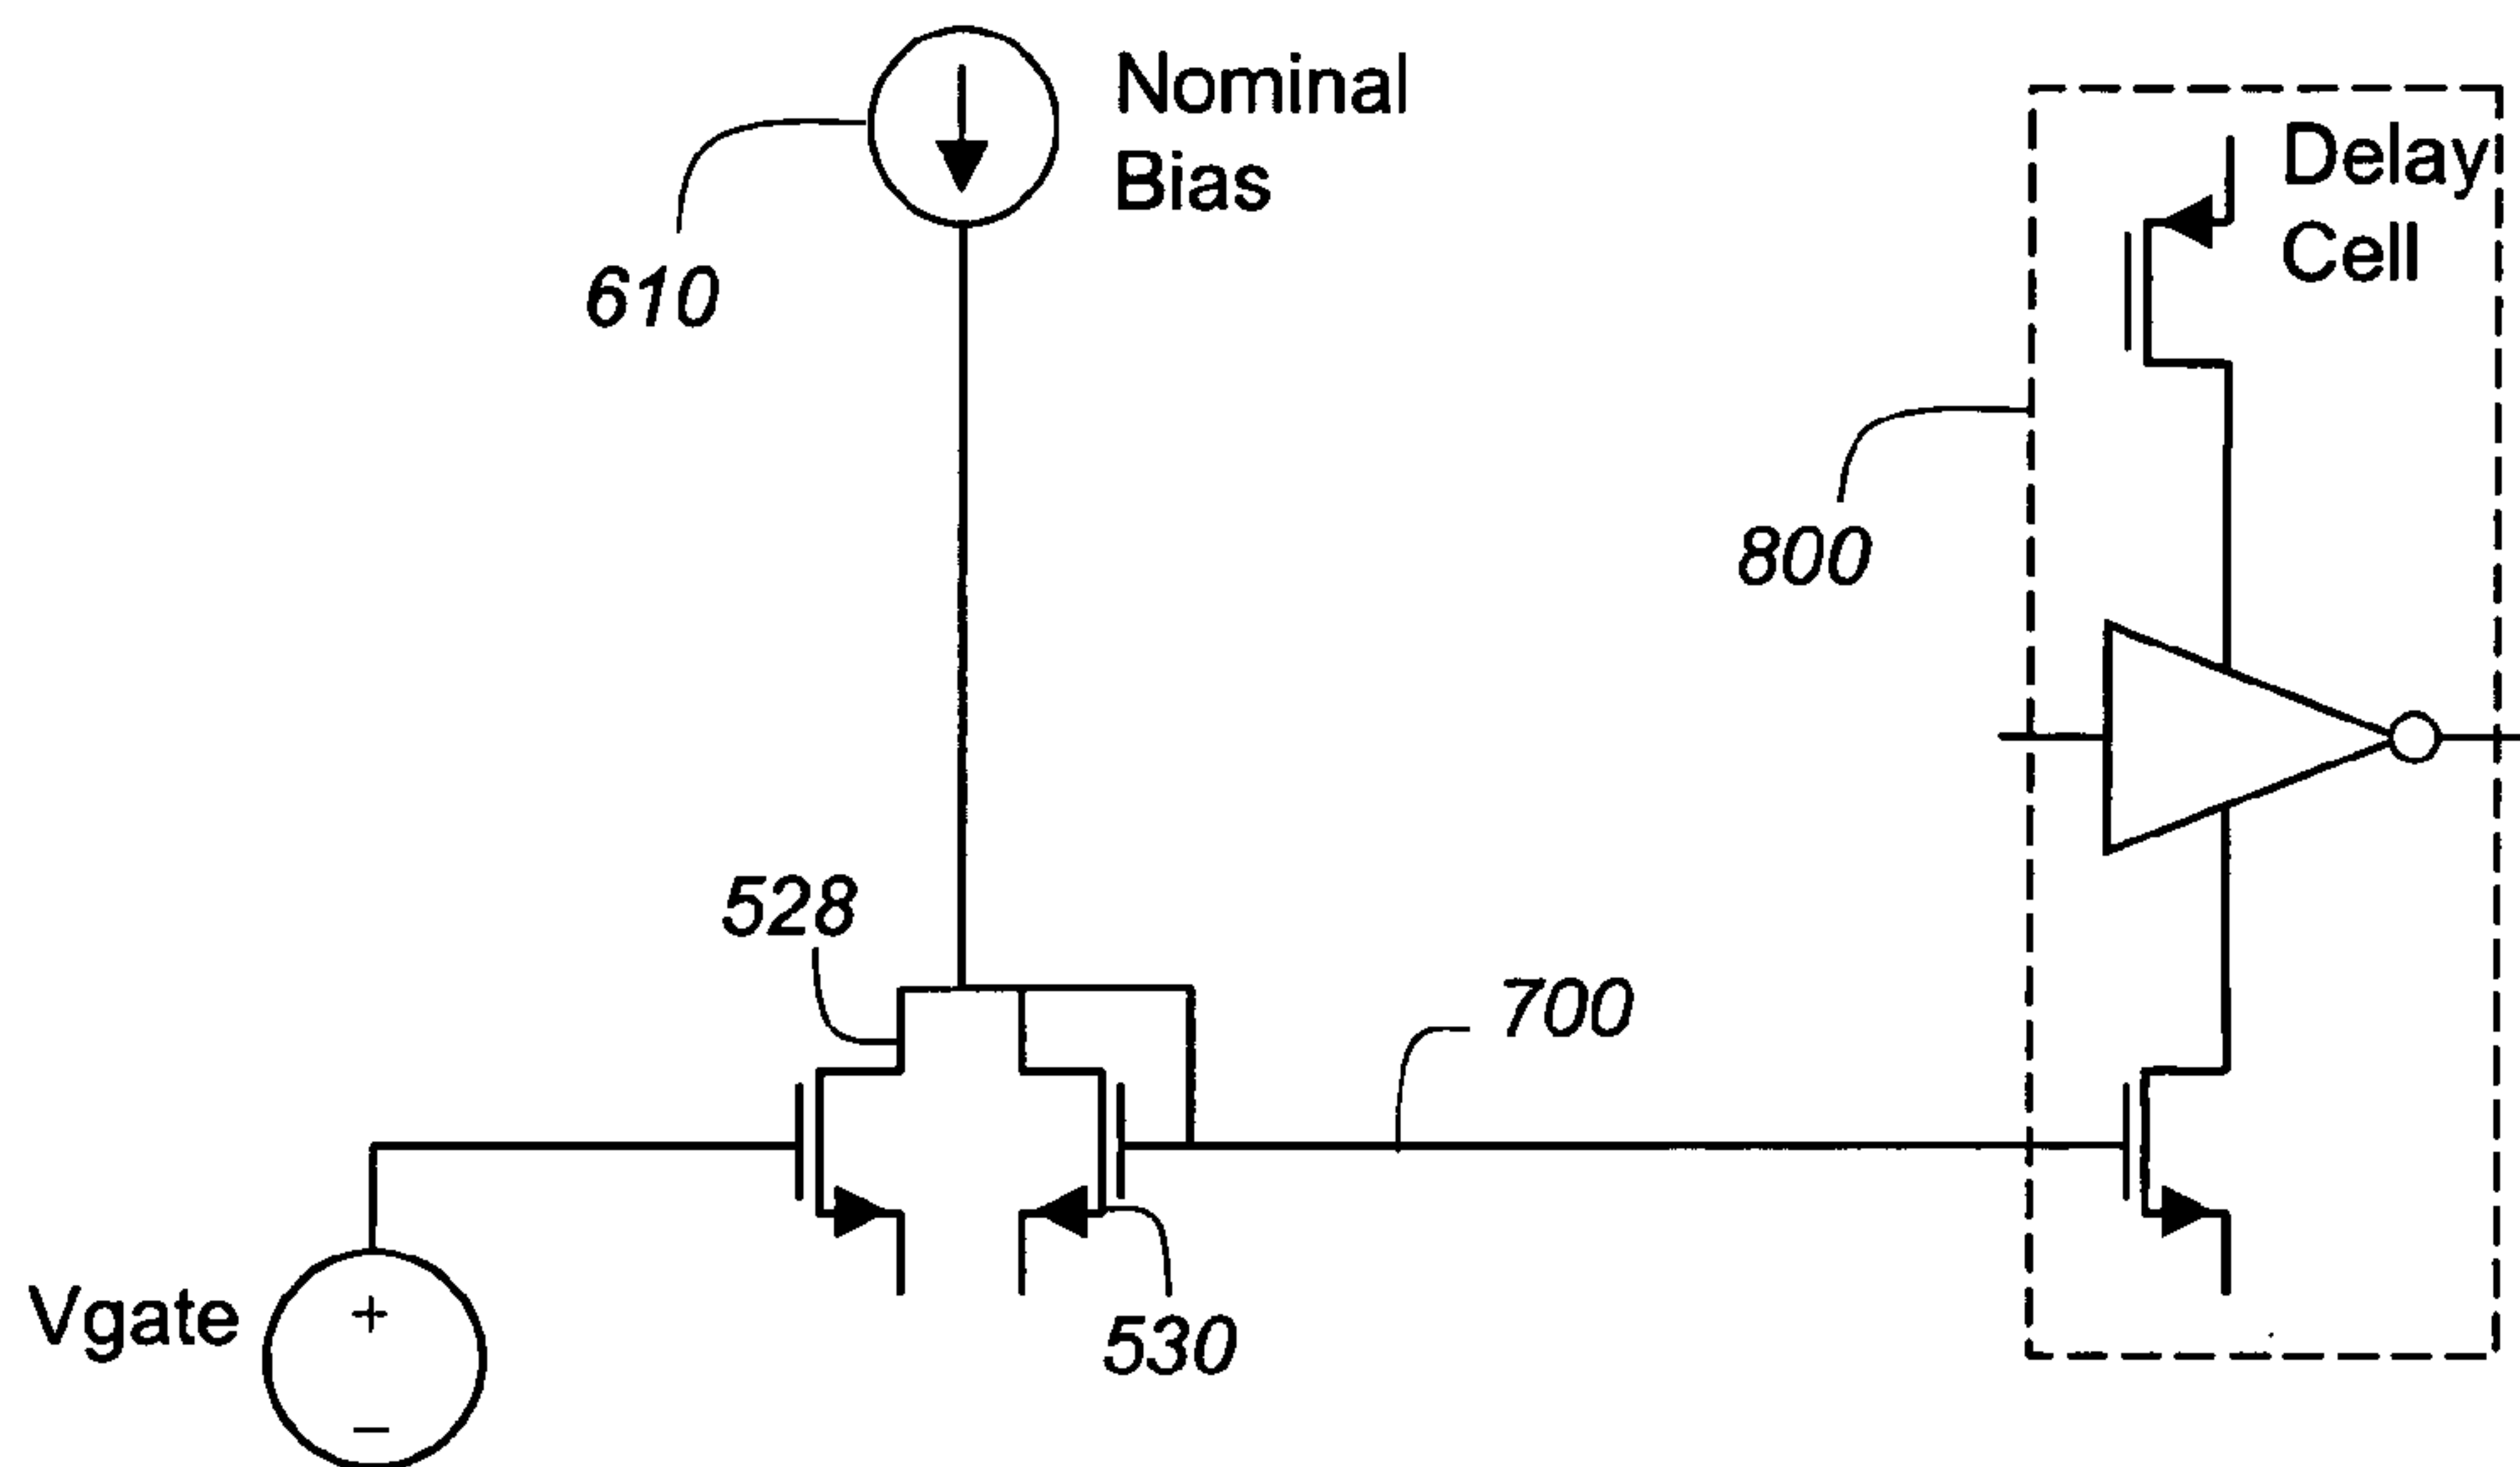 Nominal
Bias
Delay
Cell
610
800
528
700
Vgate
+
−
530